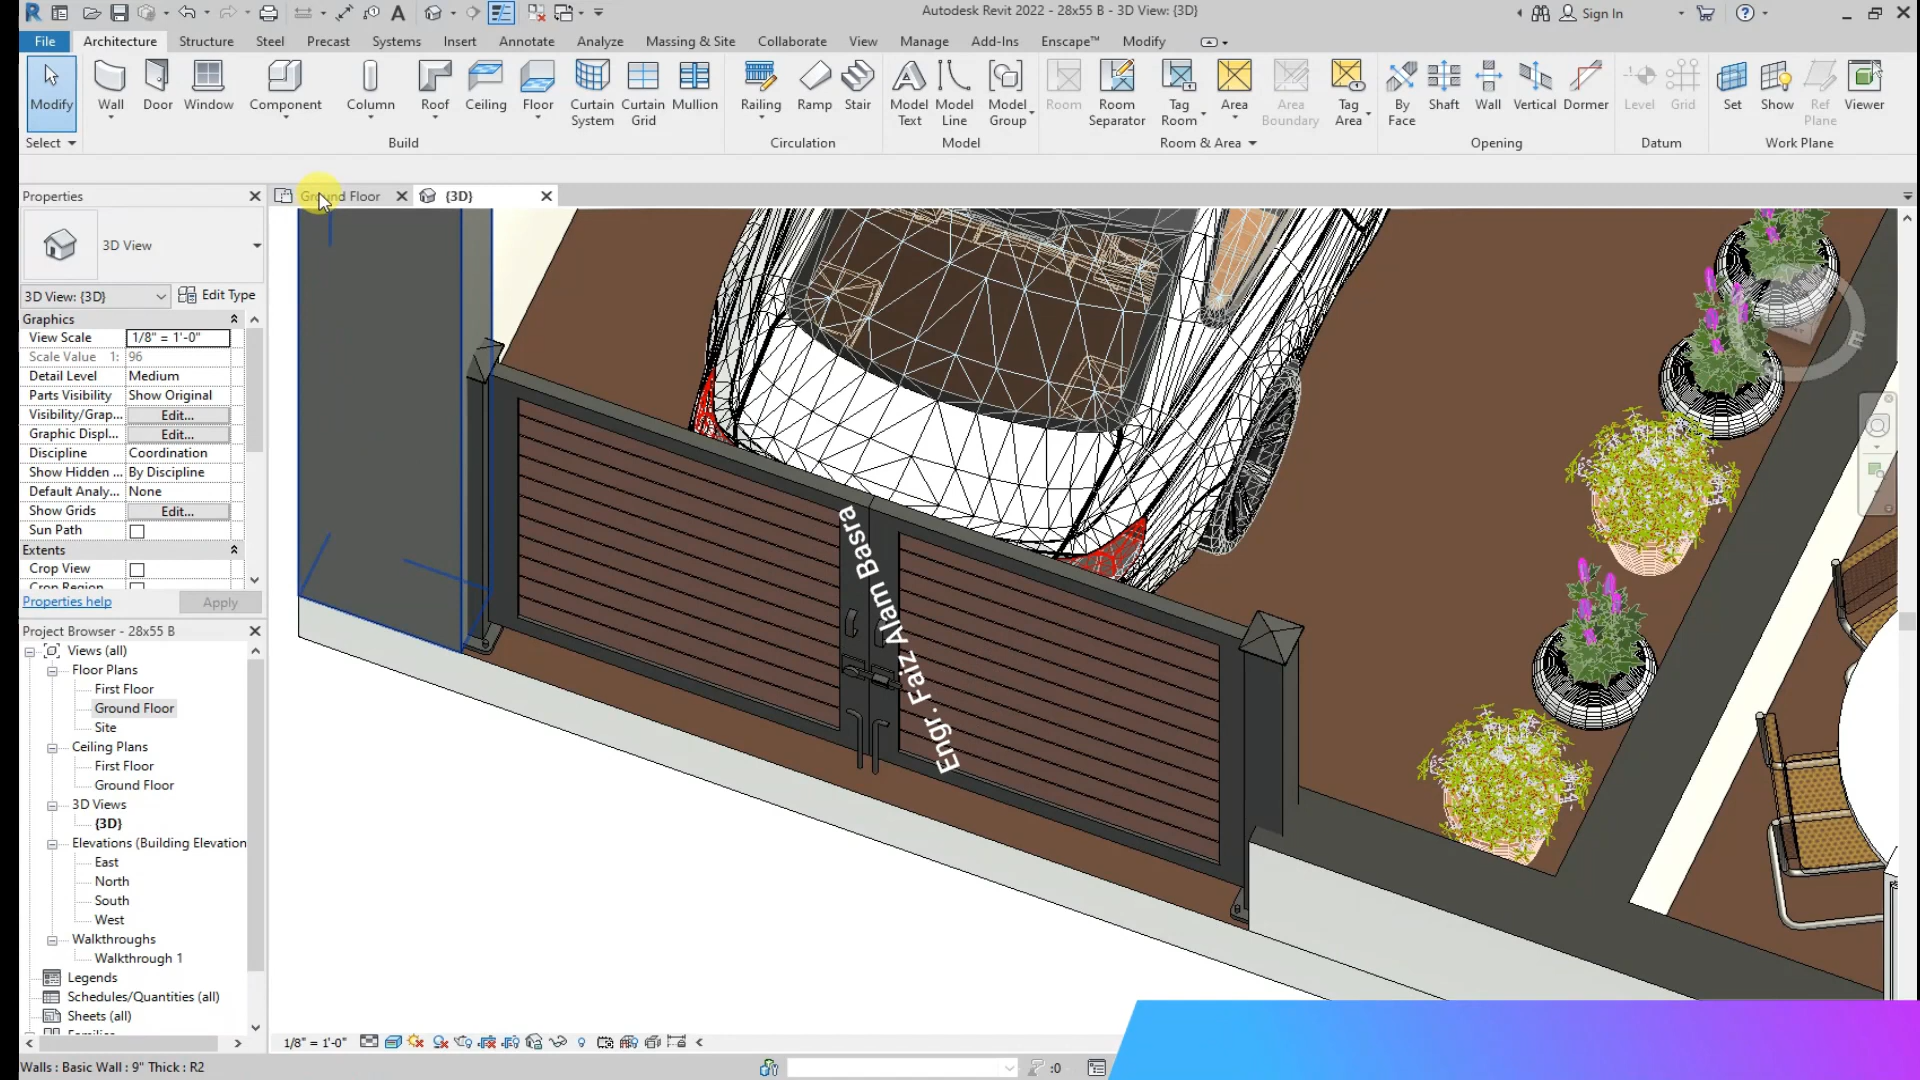 Autodesk Revit 2022 - 28x55 B - 3D View: {3D}
Sign In
File
Architecture
Structure
Steel
Precast
Systems
Insert
Annotate
Analyze
Massing & Site
Collaborate
View
Manage
Add-Ins
Enscape™
Modify
Modify
Wall
Door
Window
Component
Column
Roof
Ceiling
Floor
Curtain System
Curtain Grid
Mullion
Railing
Ramp
Stair
Model Text
Model Line
Model Group
Room
Room Separator
Tag Room
Area
Area Boundary
Tag Area
By Face
Shaft
Wall
Vertical
Dormer
Level
Grid
Set
Show
Ref Plane
Viewer
Select
Build
Circulation
Model
Room & Area
Opening
Datum
Work Plane
Properties
Ground Floor
{3D}
3D View
3D View: {3D}
Edit Type
Graphics
View Scale
1/8" = 1'-0"
Scale Value 1:
96
Detail Level
Medium
Parts Visibility
Show Original
Visibility/Grap...
Edit...
Graphic Displ...
Edit...
Discipline
Coordination
Show Hidden ...
By Discipline
Default Analy...
None
Show Grids
Edit...
Sun Path
Extents
Crop View
Crop Region
Properties help
Apply
Project Browser - 28x55 B
Views (all)
Floor Plans
First Floor
Ground Floor
Site
Ceiling Plans
First Floor
Ground Floor
3D Views
{3D}
Elevations (Building Elevation
East
North
South
West
Walkthroughs
Walkthrough 1
Legends
Schedules/Quantities (all)
Sheets (all)
Families
Engr. Faiz Alam Basra
E
1/8" = 1'-0"
Walls : Basic Wall : 9" Thick : R2
:0